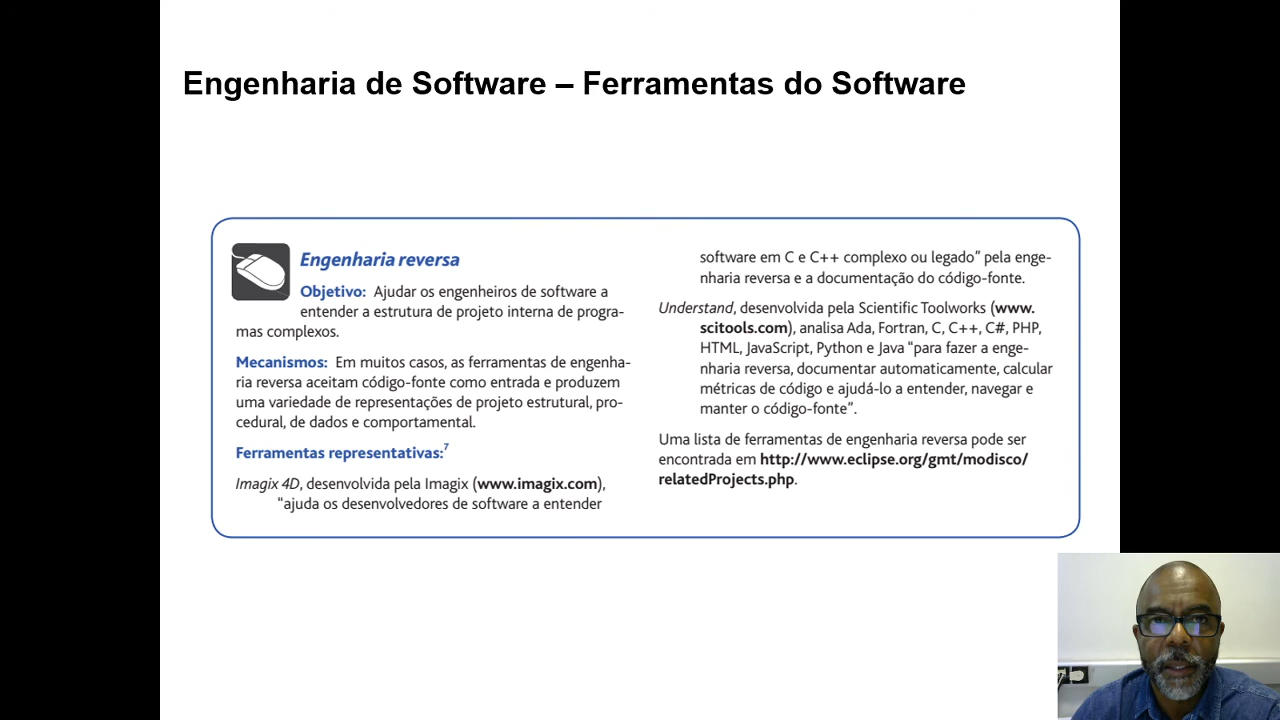 Engenharia de Software – Ferramentas do Software
Engenharia reversa
Objetivo: Ajudar os engenheiros de software a
entender a estrutura de projeto interna de progra-
mas complexos.
Mecanismos: Em muitos casos, as ferramentas de engenha-
ria reversa aceitam código-fonte como entrada e produzem
uma variedade de representações de projeto estrutural, pro-
cedural, de dados e comportamental.
Ferramentas representativas:7
Imagix 4D, desenvolvida pela Imagix (www.imagix.com),
“ajuda os desenvolvedores de software a entender
software em C e C++ complexo ou legado” pela enge-
nharia reversa e a documentação do código-fonte.
Understand, desenvolvida pela Scientific Toolworks (www.
scitools.com), analisa Ada, Fortran, C, C++, C#, PHP,
HTML, JavaScript, Python e Java “para fazer a enge-
nharia reversa, documentar automaticamente, calcular
métricas de código e ajudá-lo a entender, navegar e
manter o código-fonte”.
Uma lista de ferramentas de engenharia reversa pode ser
encontrada em http://www.eclipse.org/gmt/modisco/
relatedProjects.php.